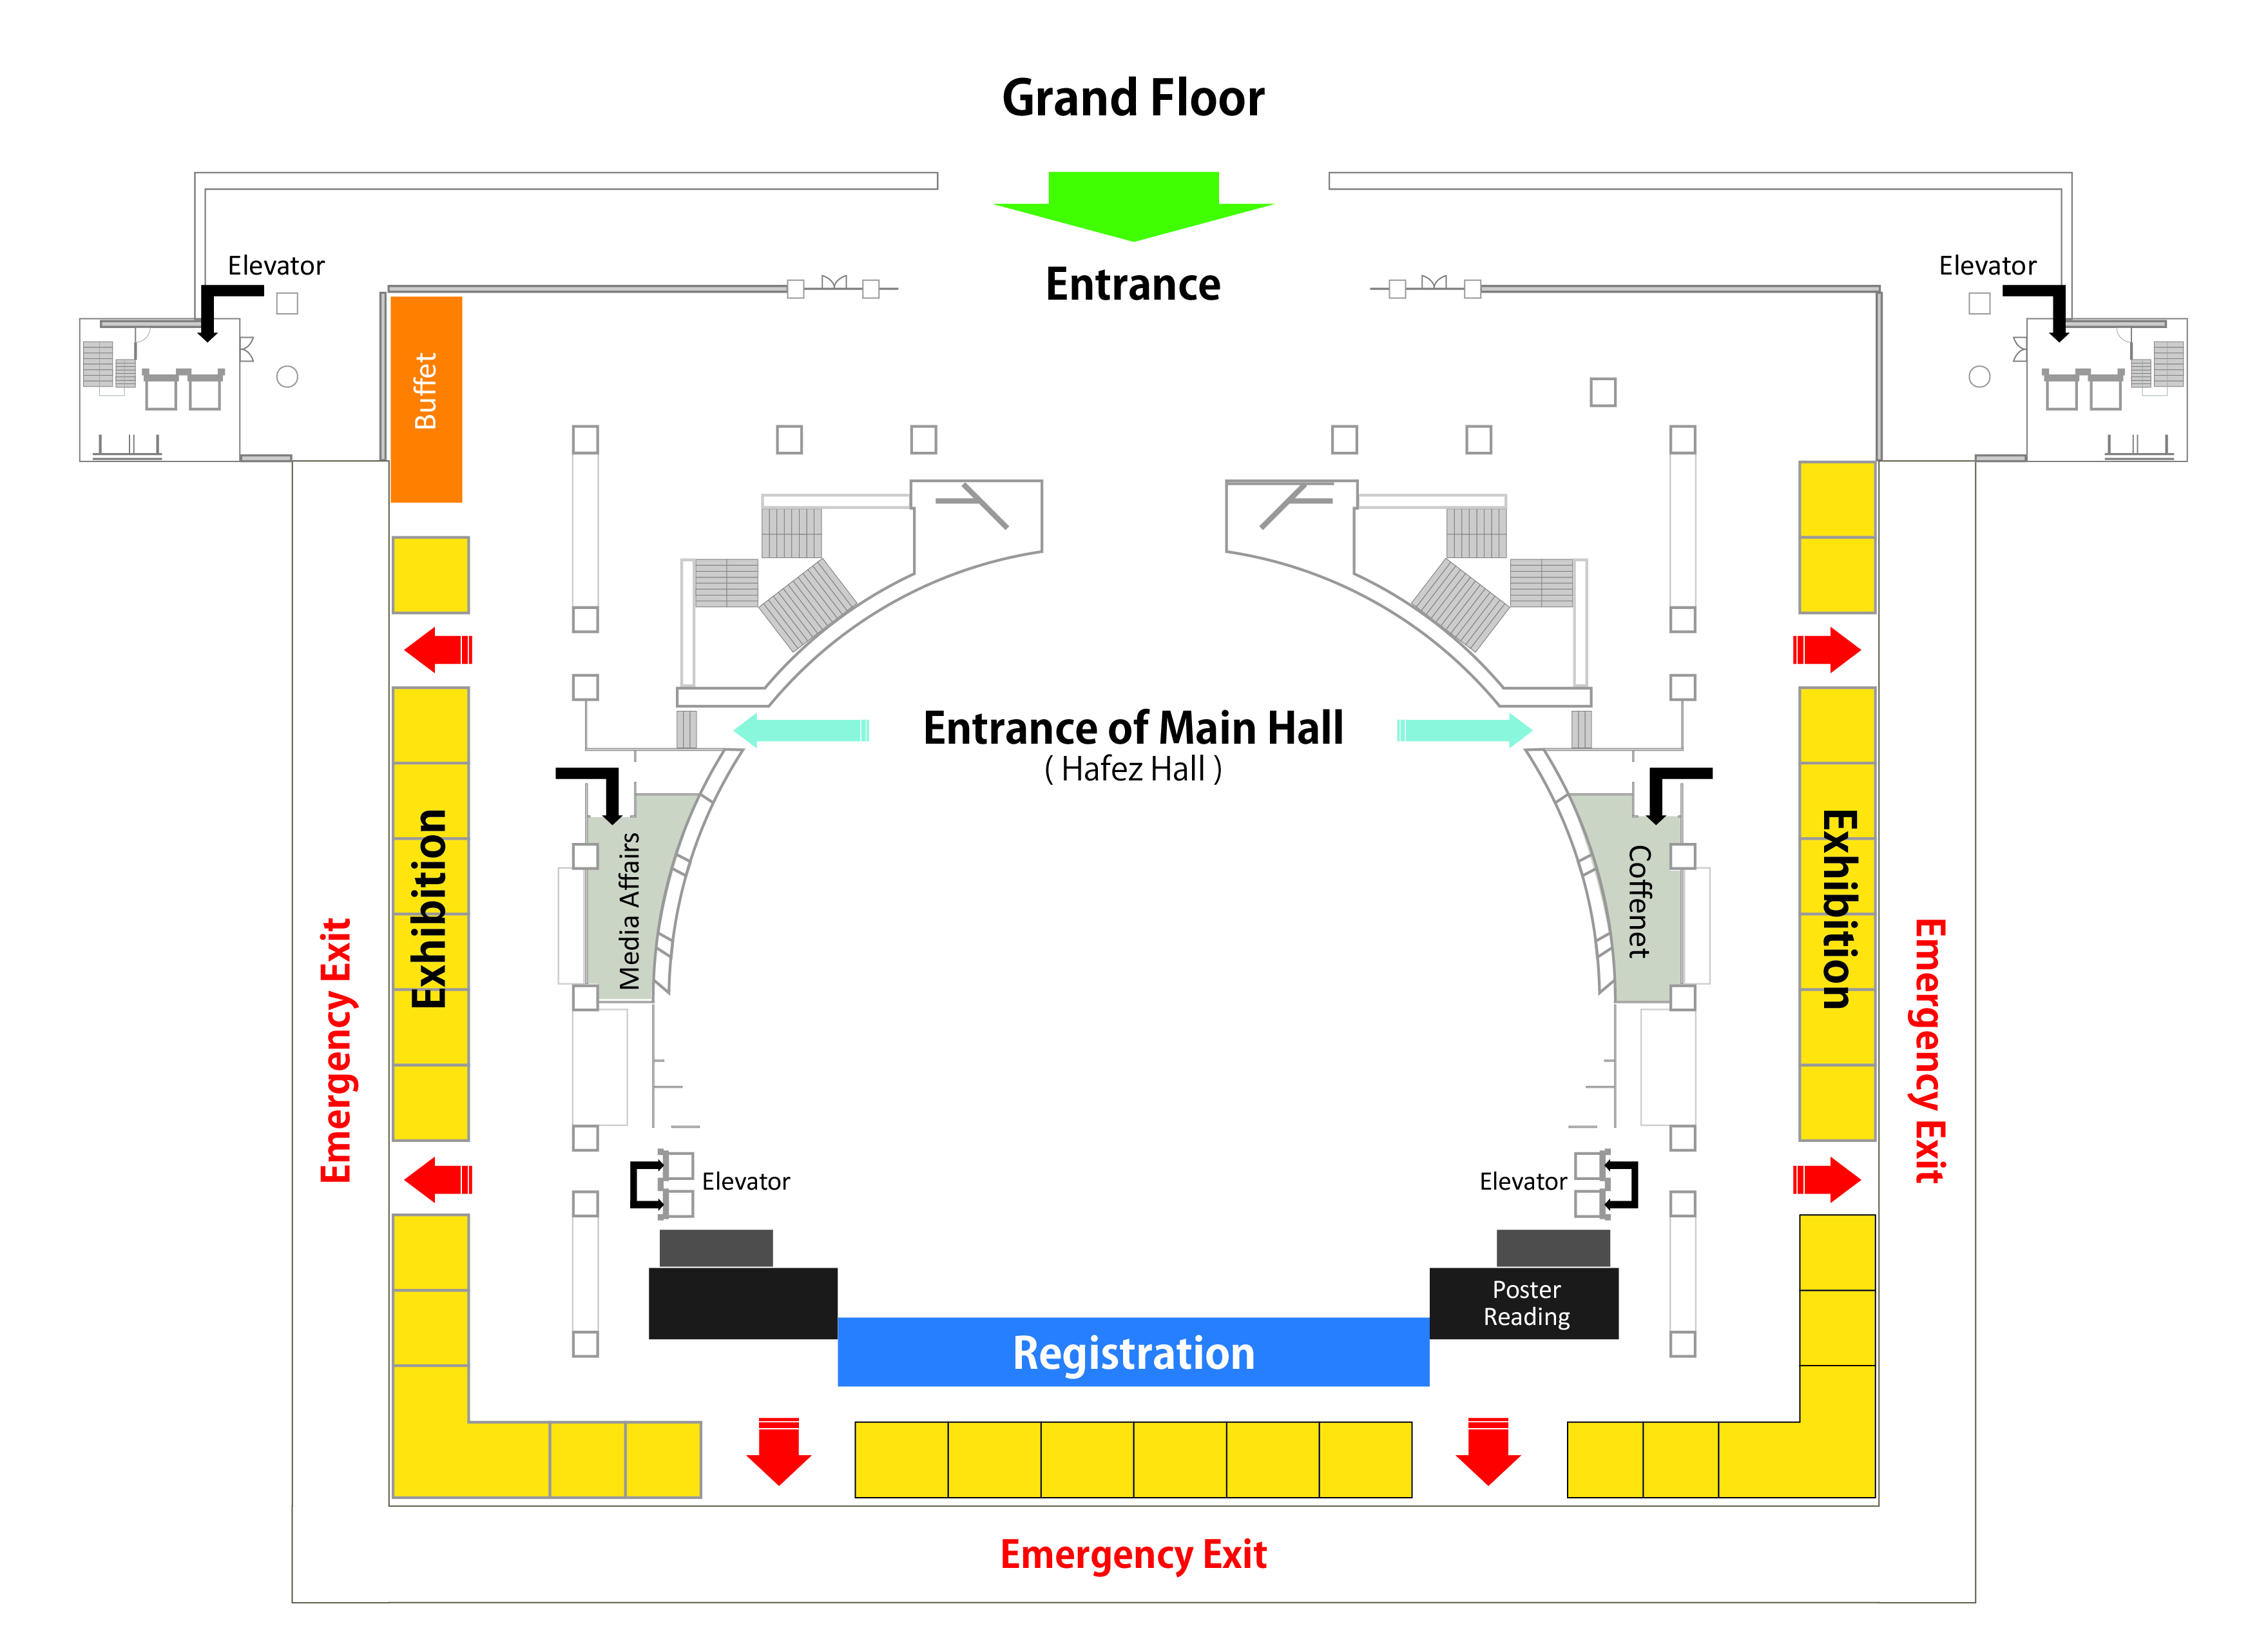 Grand Floor
Elevator
Entrance
Elevator
Buffet
Entrance of Main Hall
( Hafez Hall )
Exhibition
Media Affairs
Coffenet
Exhibition
Emergency Exit
Emergency Exit
Elevator
Elevator
Poster
Reading
Registration
Emergency Exit